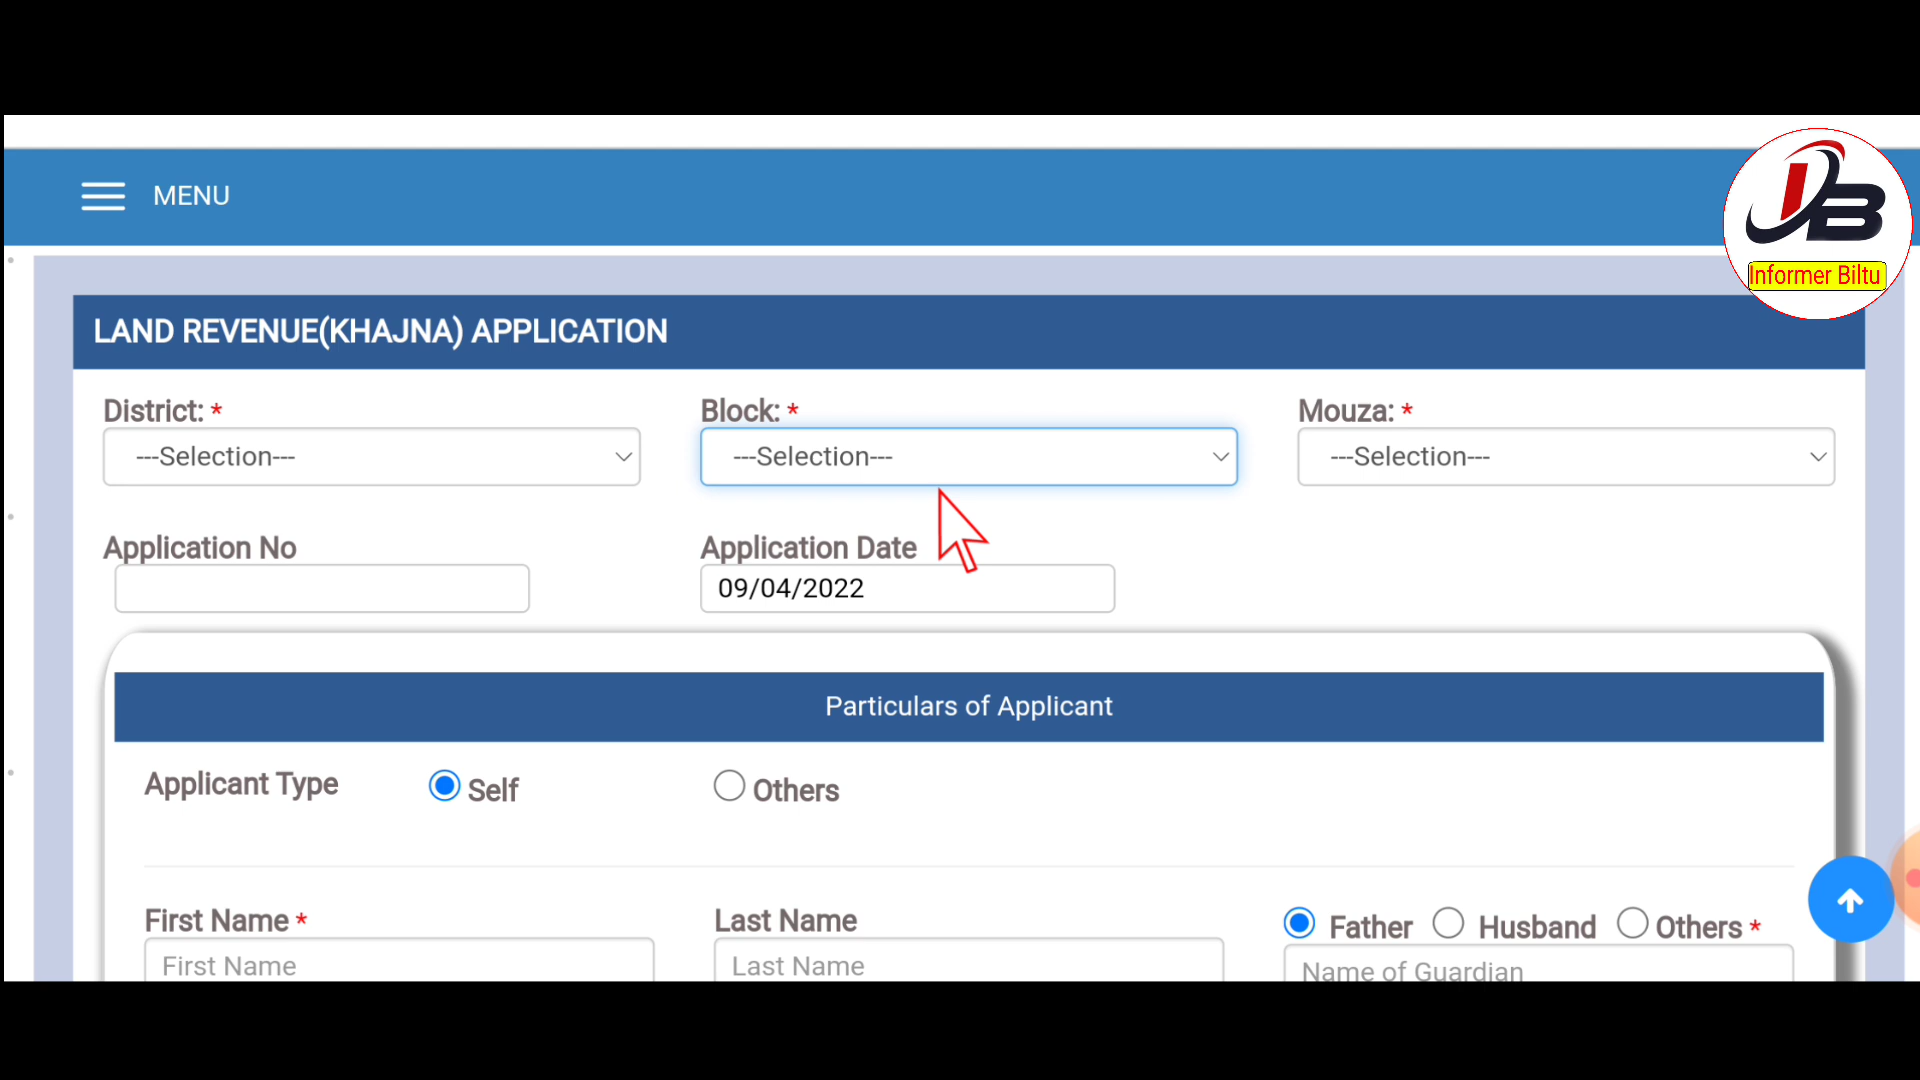 MENU
Informer Biltu
LAND REVENUE(KHAJNA) APPLICATION
District: * Block: * Mouza: *
---Selection--- ---Selection--- ---Selection---
Application No Application Date
09/04/2022
Particulars of Applicant
Applicant Type Self Others
First Name * Last Name Father Husband Others *
First Name Last Name Name of Guardian